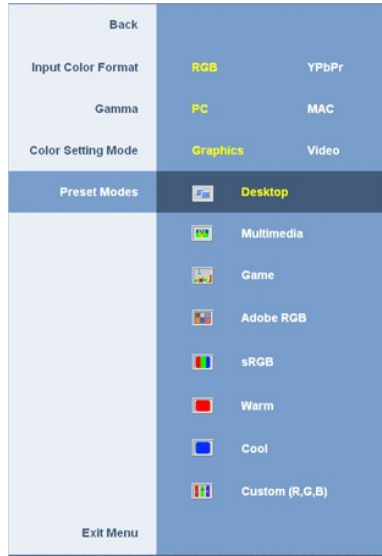 Back
Input Color Format RGB YPbPr
Gamma PC MAC
Color Setting Mode Graphics Video
Preset Modes Desktop
Multimedia
Game
Adobe RGB
sRGB
Warm
Cool
Custom (R,G,B)
Exit Menu